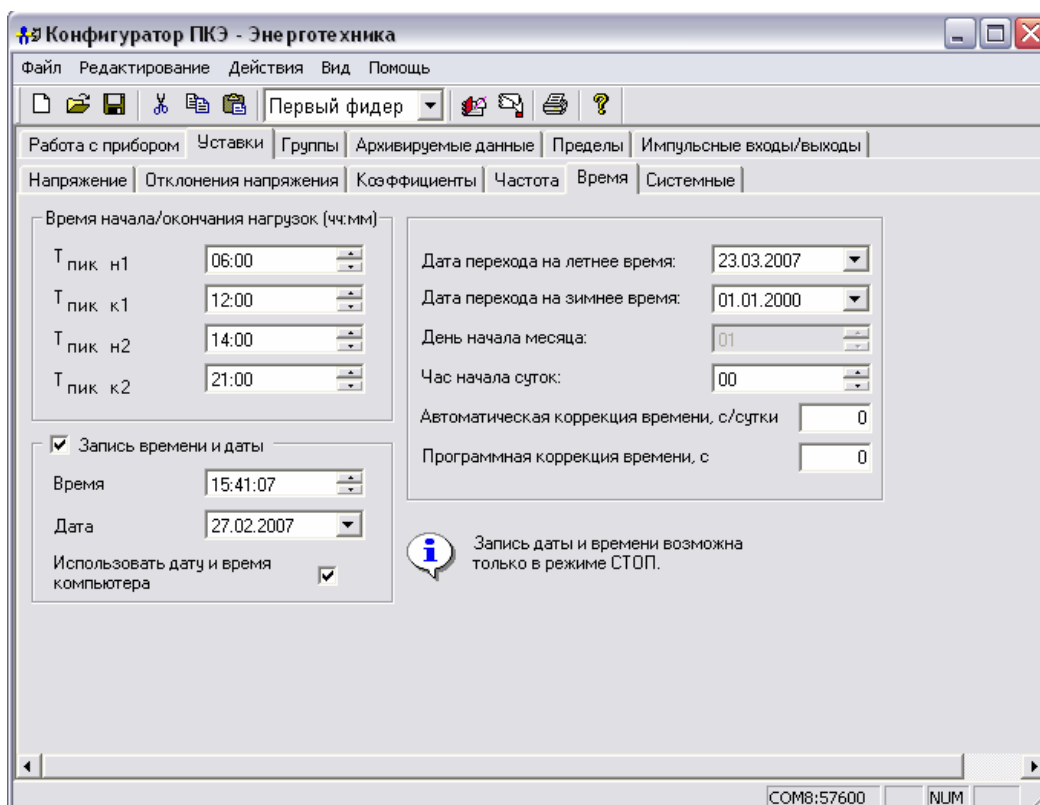 Конфигуратор ПКЭ - Энерготехника
Файл Редактирование Действия Вид Помощь
Первый фидер
Работа с прибором Уставки Группы Архивируемые данные Пределы Импульсные входы/выходы
Напряжение Отклонения напряжения Коэффициенты Частота Время Системные
Время начала/окончания нагрузок (чч:мм)
Т пик н1 06:00
Т пик к1 12:00
Т пик н2 14:00
Т пик к2 21:00
Запись времени и даты
Время 15:41:07
Дата 27.02.2007
Использовать дату и время
компьютера
Дата перехода на летнее время: 23.03.2007
Дата перехода на зимнее время: 01.01.2000
День начала месяца: 01
Час начала суток: 00
Автоматическая коррекция времени, с/сутки 0
Программная коррекция времени, с 0
Запись даты и времени возможна
только в режиме СТОП.
COM8:57600 NUM